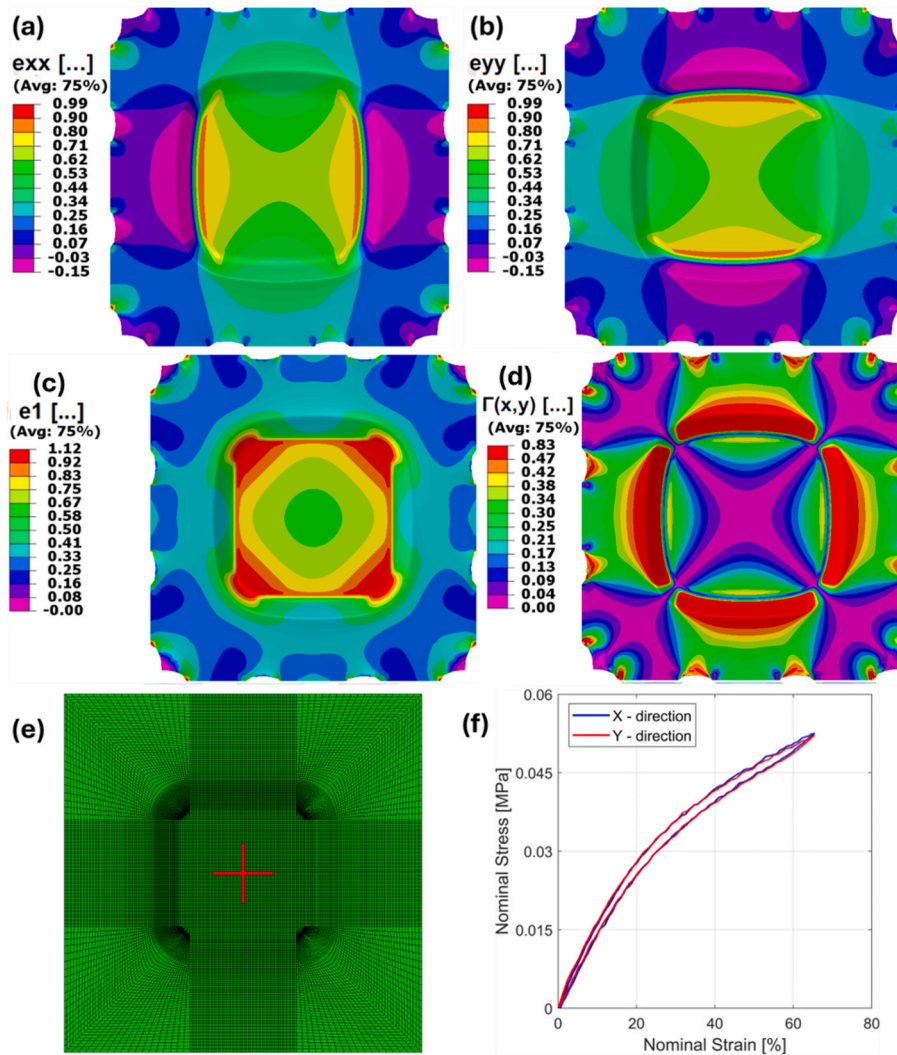 (a)
exx [...]
(Avg: 75%)
0.99
0.90
0.71
0.62
0.53
0.44
0.34
0.25
0.16
0.07
-0.03
-0.15
(b)
eyy [...]
(Avg: 75%)
0.99
0.90
0.71
0.62
0.53
0.44
0.34
0.25
0.16
0.07
-0.03
-0.15
(c)
e1 [...]
(Avg: 75%)
1.12
0.92
0.83
0.75
0.67
0.58
0.50
0.41
0.33
0.25
0.16
0.08
-0.00
(d)
Γ(x,y) [...]
(Avg: 75%)
0.83
0.47
0.42
0.38
0.34
0.30
0.25
0.21
0.17
0.13
0.09
0.04
0.00
(e)
(f)
X - direction
Y - direction
Nominal Stress [MPa]
0.06
0.045
0.03
0.015
0
0 20 40 60 80
Nominal Strain [%]